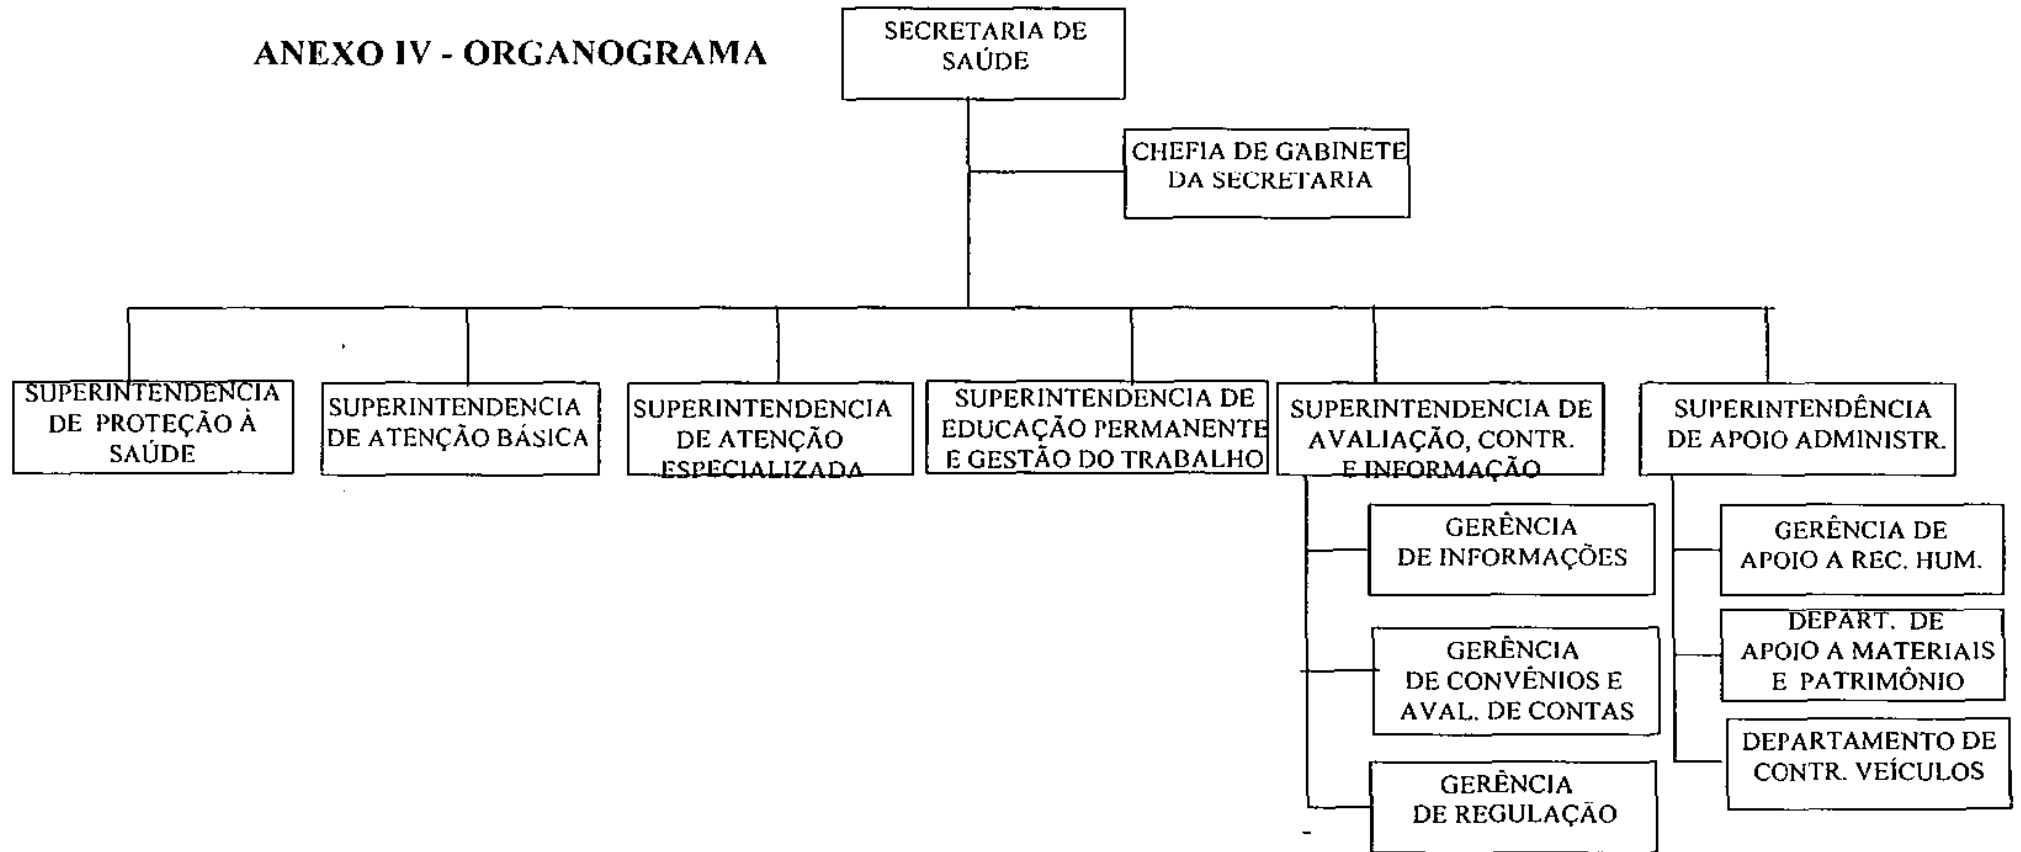 ANEXO IV - ORGANOGRAMA
SECRETARIA DE
SAÚDE
CHEFIA DE GABINETE
DA SECRETARIA
SUPERINTENDENCIA
DE PROTEÇÃO À
SAÚDE
SUPERINTENDENCIA
DE ATENÇÃO BÁSICA
SUPERINTENDENCIA
DE ATENÇÃO
ESPECIALIZADA
SUPERINTENDENCIA DE
EDUCAÇÃO PERMANENTE
E GESTÃO DO TRABALHO
SUPERINTENDENCIA DE
AVALIAÇÃO, CONTR.
E INFORMAÇÃO
SUPERINTENDÊNCIA
DE APOIO ADMINISTR.
GERÊNCIA
DE INFORMAÇÕES
GERÊNCIA
DE CONVÊNIOS E
AVAL. DE CONTAS
GERÊNCIA
DE REGULAÇÃO
GERÊNCIA DE
APOIO A REC. HUM.
DEPART. DE
APOIO A MATERIAIS
E PATRIMÔNIO
DEPARTAMENTO DE
CONTR. VEÍCULOS